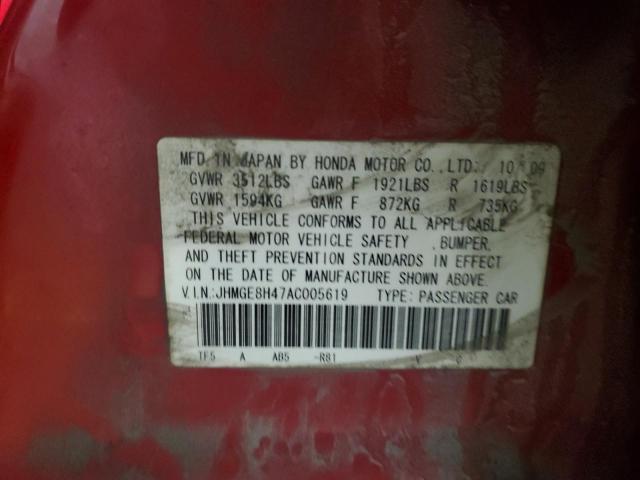 MFD IN JAPAN BY HONDA MOTOR CO., LTD. 10 09
GVWR 3512LBS GAWR F 1921LBS R 1619LBS
GVWR 1594KG GAWR F 872KG R 735KG
THIS VEHICLE CONFORMS TO ALL APPLICABLE
FEDERAL MOTOR VEHICLE SAFETY , BUMPER,
AND THEFT PREVENTION STANDARDS IN EFFECT
ON THE DATE OF MANUFACTURE SHOWN ABOVE.
V.I.N.:JHMGE8H47AC005619 TYPE: PASSENGER CAR
TF5 A AB5 -R81 V C